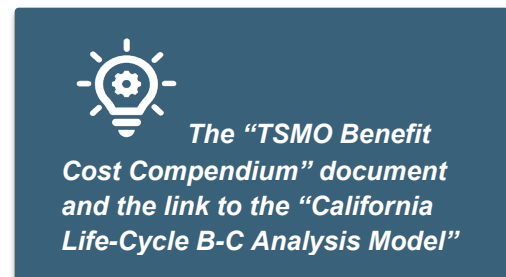 The “TSMO Benefit
Cost Compendium” document
and the link to the “California
Life-Cycle B-C Analysis Model”